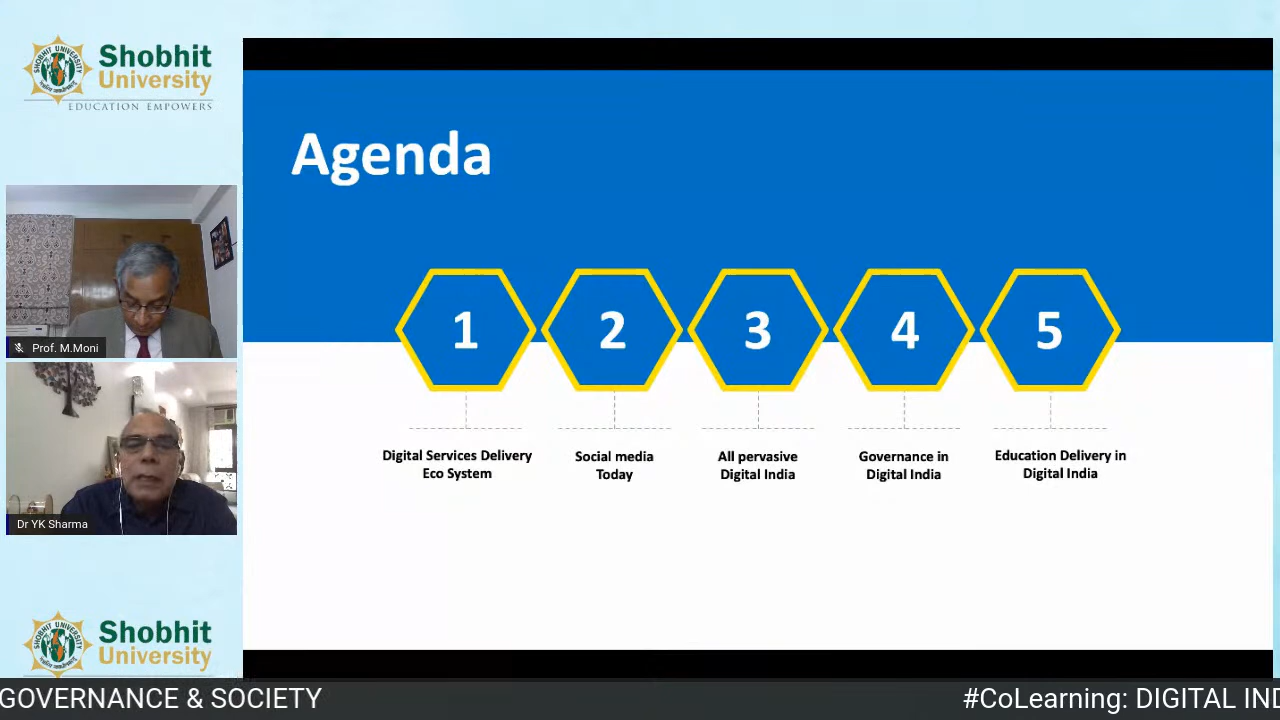 Shobhit
University
EDUCATION EMPOWERS
Agenda
1
2
3
4
5
Digital Services Delivery
Eco System
Social media
Today
All pervasive
Digital India
Governance in
Digital India
Education Delivery in
Digital India
Prof. M.Moni
Dr YK Sharma
Shobhit
University
GOVERNANCE & SOCIETY
#CoLearning: DIGITAL IND